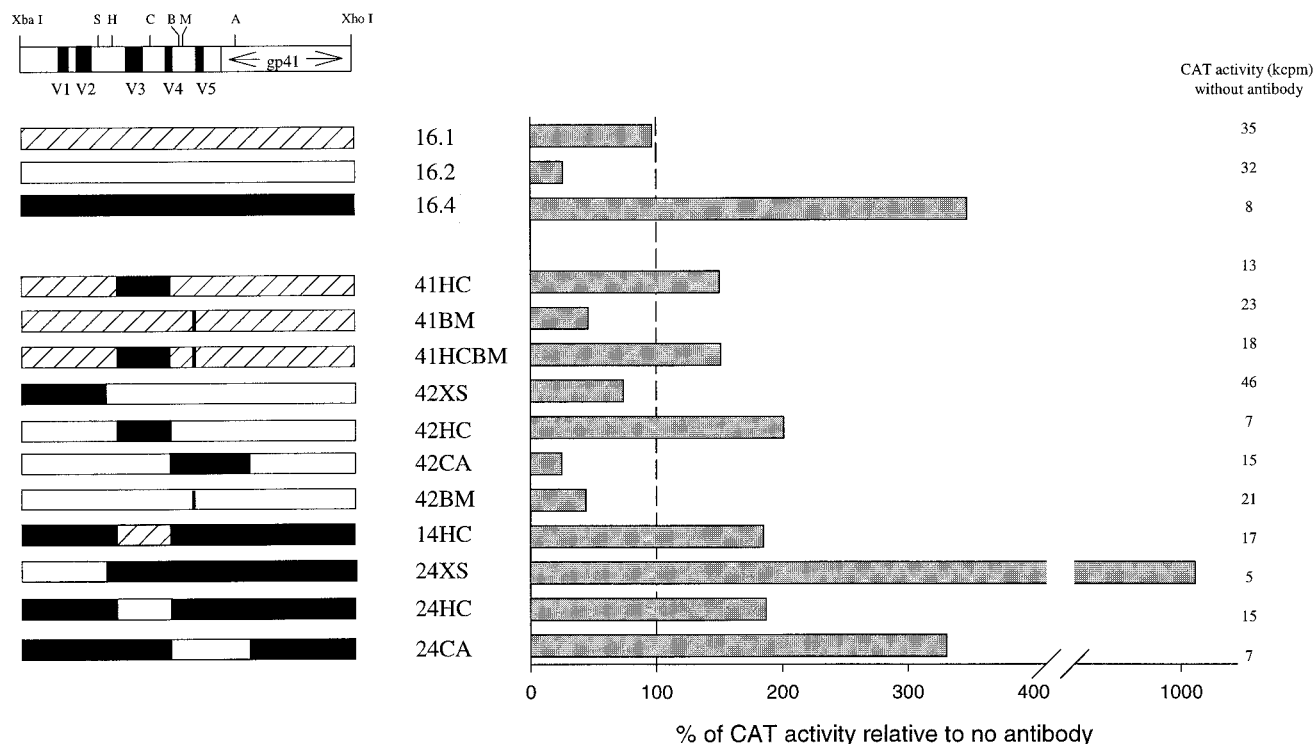 Xba I S H C B M A Xho I
gp41
V1 V2 V3 V4 V5
CAT activity (kcpm)
without antibody
16.1 35
16.2 32
16.4 8
41HC 13
41BM 23
41HCBM 18
42XS 46
42HC 7
42CA 15
42BM 21
14HC 17
24XS 5
24HC 15
24CA 7
0 100 200 300 400 1000
% of CAT activity relative to no antibody